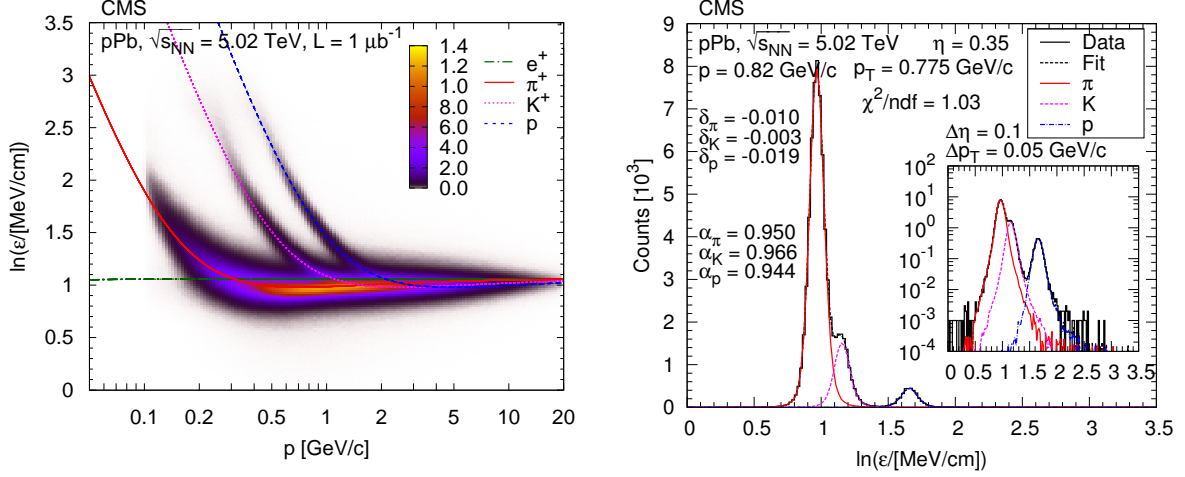 CMS
pPb, √sNN = 5.02 TeV, L = 1 μb⁻¹
3.5
3
2.5
2
1.5
1
0.5
0
ln(ε/[MeV/cm])
0.1 0.2 0.5 1 2 5 10 20
p [GeV/c]
1.4
12.0
10.0
8.0
6.0
4.0
2.0
0.0
e⁺
π⁺
K⁺
p
CMS
pPb, √sNN = 5.02 TeV
η = 0.35
p = 0.82 GeV/c
pT = 0.775 GeV/c
χ²/ndf = 1.03
δπ = -0.010
δK = -0.003
δp = -0.019
απ = 0.950
αK = 0.966
αp = 0.944
Data
Fit
π
K
p
Δη = 0.1
ΔpT = 0.05 GeV/c
10²
10¹
10⁰
10⁻¹
10⁻²
10⁻³
10⁻⁴
0 0.5 1 1.5 2 2.5 3 3.5
9
8
7
6
5
4
3
2
1
0
Counts [10³]
0 0.5 1 1.5 2 2.5 3 3.5
ln(ε/[MeV/cm])